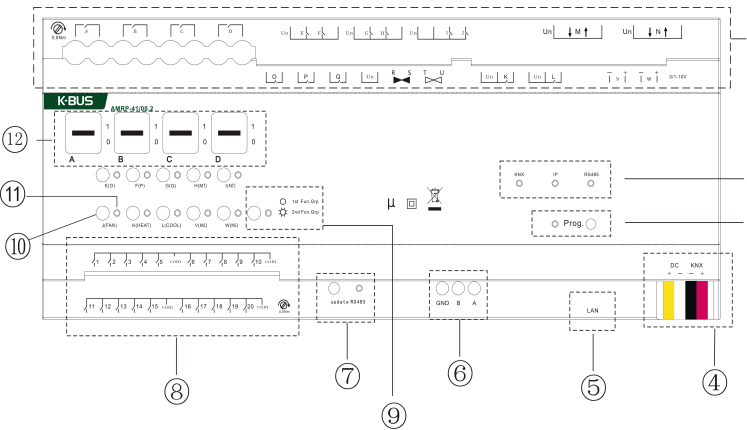 A B C D Un E F Un G H Un I J Un M Un N
0.8Nm
O P Q Un R S T U Un K Un L V W 0/1-10V
K-BUS
AMRP-41/00.2
1 1 1 1
0 0 0 0
A B C D
⑫
KNX IP RS485
E(O) F(P) G(Q) H(MT) I(NT)
⑪
1st Fun.Grp
2nd Fun.Grp
μ
⑩
J(FAN) K(HEAT) L(COOL) V(M£) W(N£)
⑨
Prog.
1 2 3 4 5 com 6 7 8 9 10 com
DC KNX
+ − − +
11 12 13 14 15 com 16 17 18 19 20 com
0.8Nm
update RS485
GND B A
LAN
⑧
⑦
⑥
⑤
④